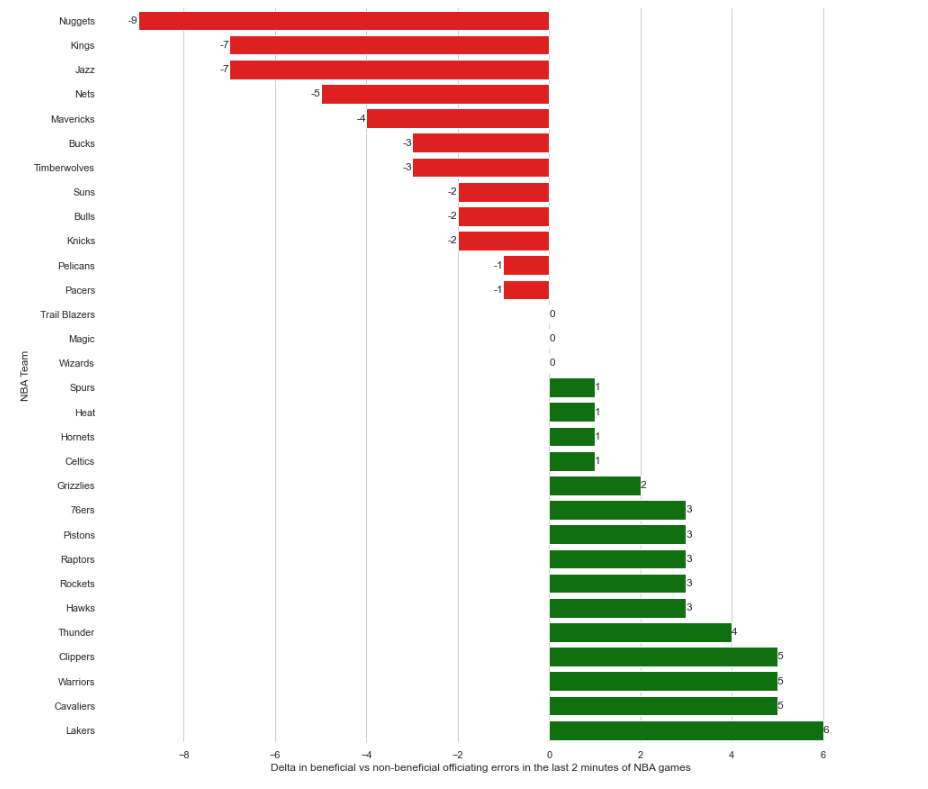 Nuggets -9
Kings -7
Jazz -7
Nets -5
Mavericks -4
Bucks -3
Timberwolves -3
Suns -2
Bulls -2
Knicks -2
Pelicans -1
Pacers -1
Trail Blazers 0
Magic 0
Wizards 0
NBA Team
Spurs 1
Heat 1
Hornets 1
Celtics 1
Grizzlies 2
76ers 3
Pistons 3
Raptors 3
Rockets 3
Hawks 3
Thunder 4
Clippers 5
Warriors 5
Cavaliers 5
Lakers 6
−8 −6 −4 −2 0 2 4 6
Delta in beneficial vs non-beneficial officiating errors in the last 2 minutes of NBA games